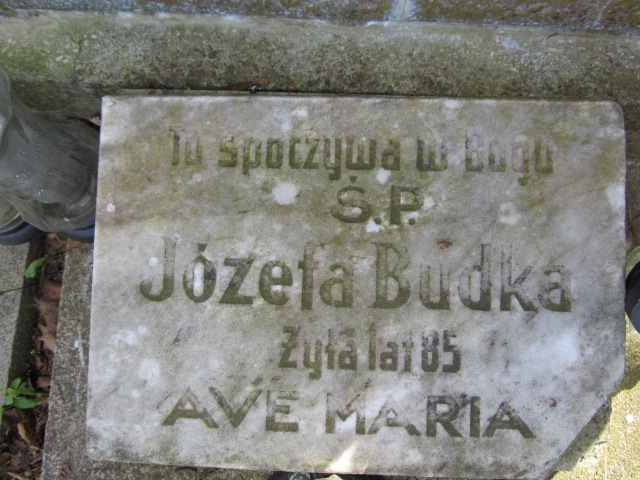 Tu spoczywa w Bogu
Ś.P.
Józefa Budka
Żyła lat 85
AVE MARIA